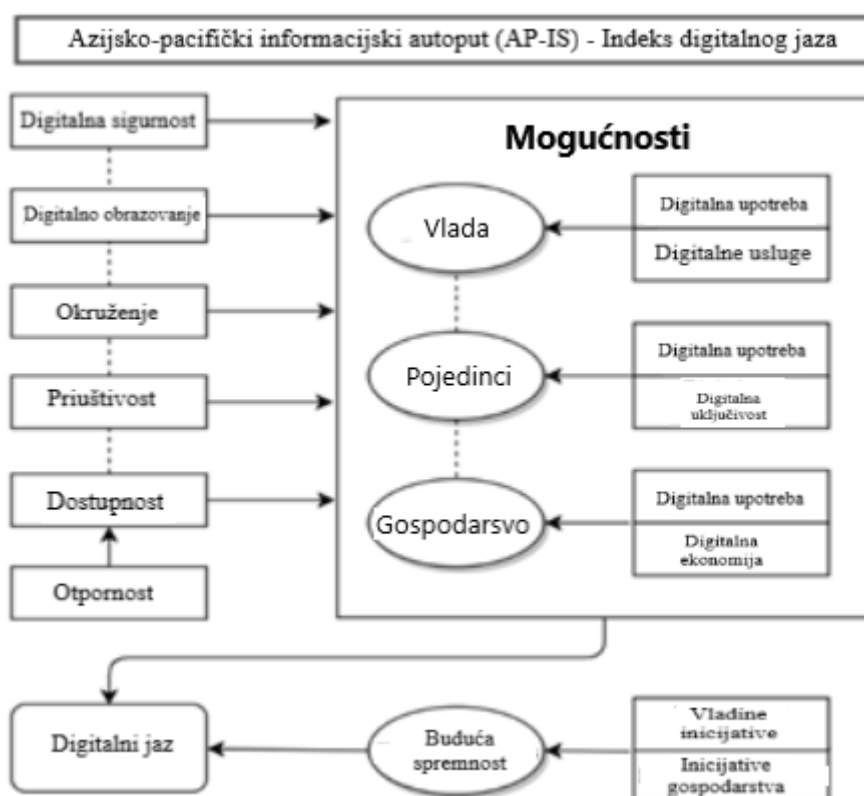 Azijsko-pacifički informacijski autoput (AP-IS) - Indeks digitalnog jaza
Digitalna sigurnost
Digitalno obrazovanje
Okruženje
Priuštivost
Dostupnost
Otpornost
Mogućnosti
Vlada
Digitalna upotreba
Digitalne usluge
Pojedinci
Digitalna upotreba
Digitalna
uključivost
Gospodarsvo
Digitalna upotreba
Digitalna
ekonomija
Digitalni jaz
Buduća
spremnost
Vladine
inicijative
Inicijative
gospodarstva